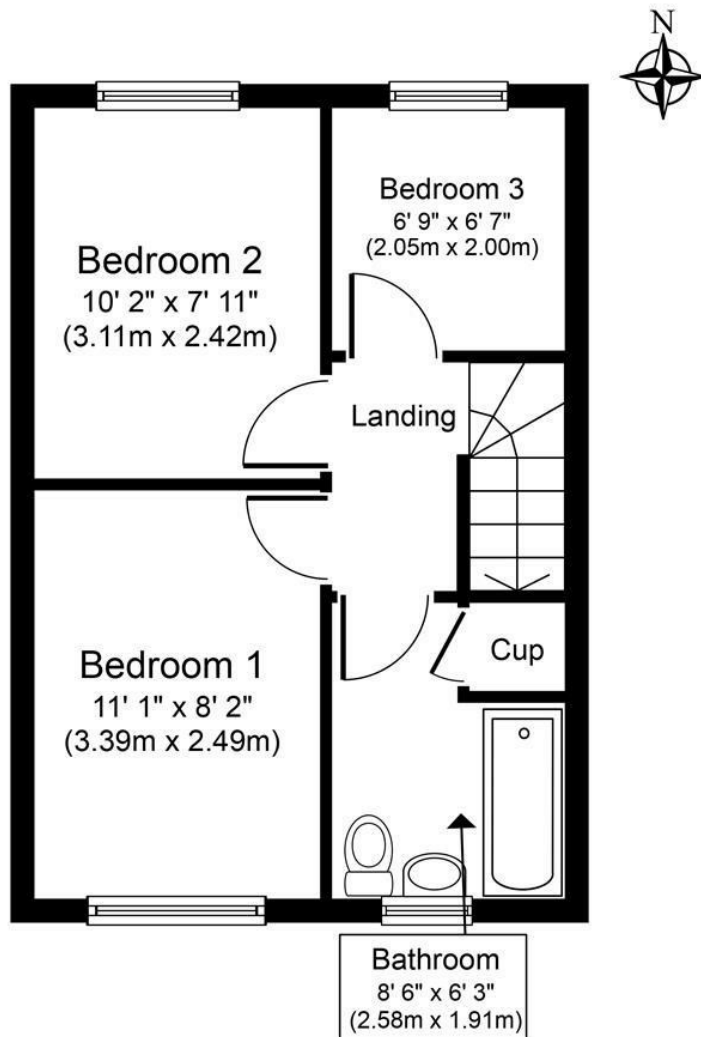 N
Bedroom 3
6' 9" x 6' 7"
(2.05m x 2.00m)
Bedroom 2
10' 2" x 7' 11"
(3.11m x 2.42m)
Landing
Cup
Bedroom 1
11' 1" x 8' 2"
(3.39m x 2.49m)
Bathroom
8' 6" x 6' 3"
(2.58m x 1.91m)